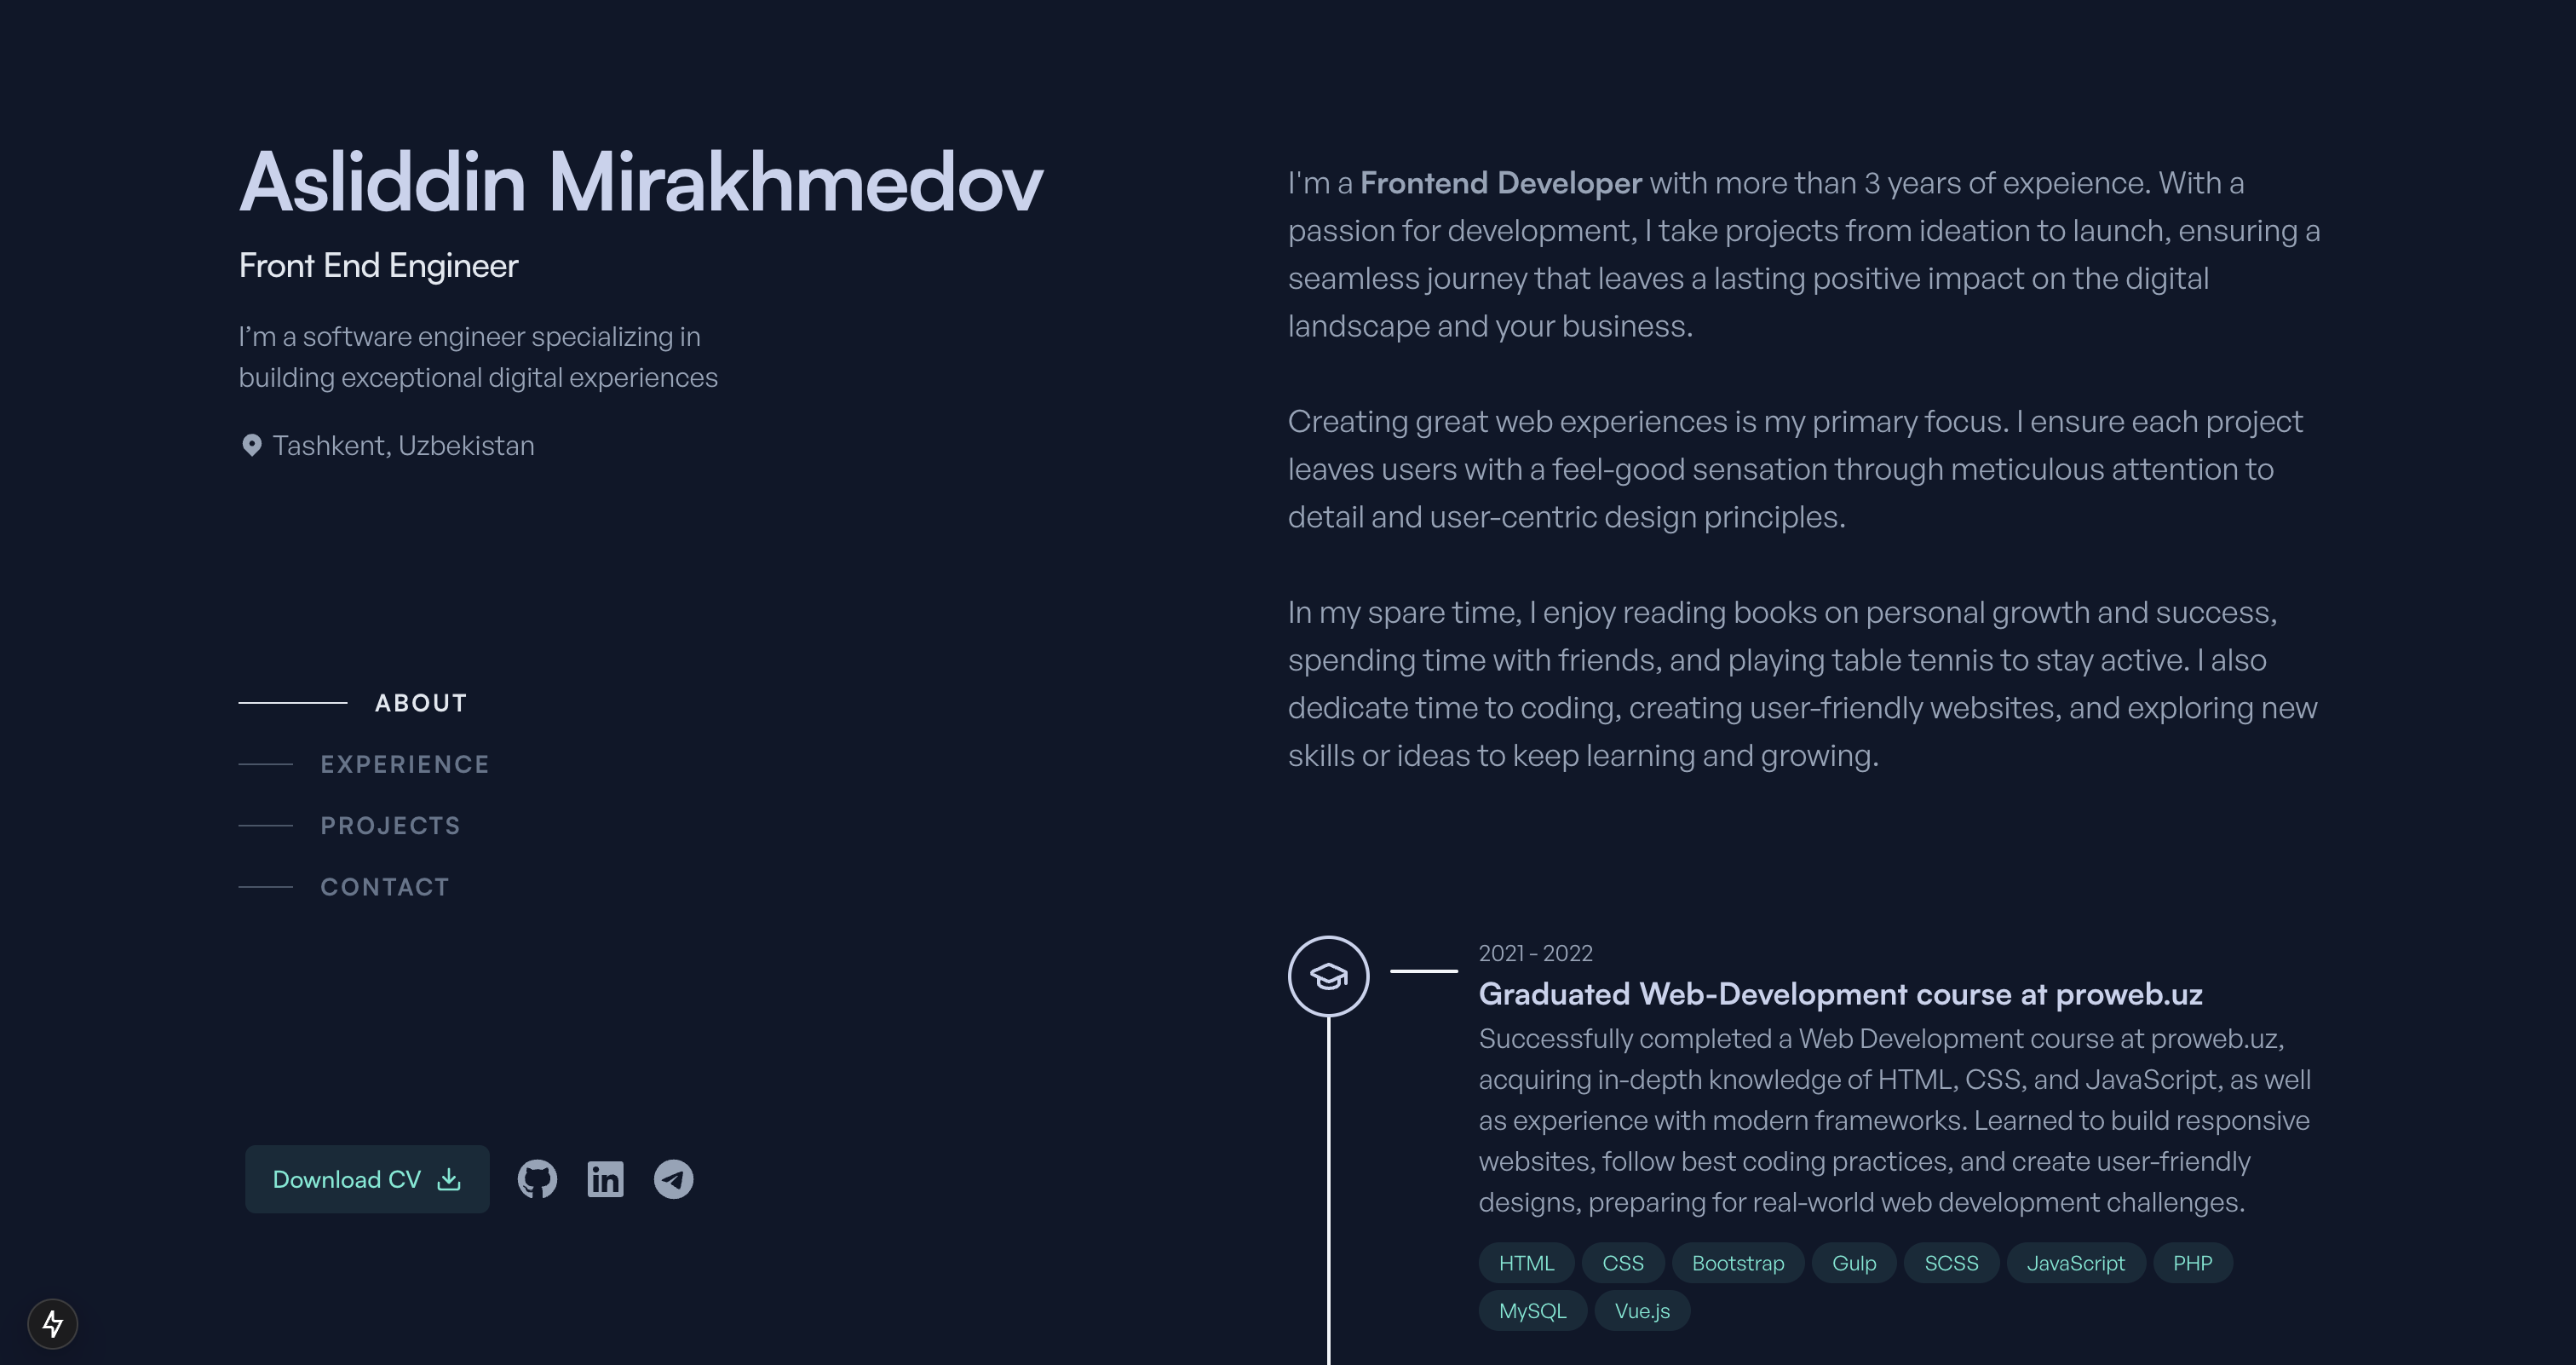 Asliddin Mirakhmedov
Front End Engineer
I’m a software engineer specializing in
building exceptional digital experiences
Tashkent, Uzbekistan
ABOUT
EXPERIENCE
PROJECTS
CONTACT
Download CV
I'm a Frontend Developer with more than 3 years of expeience. With a
passion for development, I take projects from ideation to launch, ensuring a
seamless journey that leaves a lasting positive impact on the digital
landscape and your business.
Creating great web experiences is my primary focus. I ensure each project
leaves users with a feel-good sensation through meticulous attention to
detail and user-centric design principles.
In my spare time, I enjoy reading books on personal growth and success,
spending time with friends, and playing table tennis to stay active. I also
dedicate time to coding, creating user-friendly websites, and exploring new
skills or ideas to keep learning and growing.
2021 - 2022
Graduated Web-Development course at proweb.uz
Successfully completed a Web Development course at proweb.uz,
acquiring in-depth knowledge of HTML, CSS, and JavaScript, as well
as experience with modern frameworks. Learned to build responsive
websites, follow best coding practices, and create user-friendly
designs, preparing for real-world web development challenges.
HTML CSS Bootstrap Gulp SCSS JavaScript PHP
MySQL Vue.js